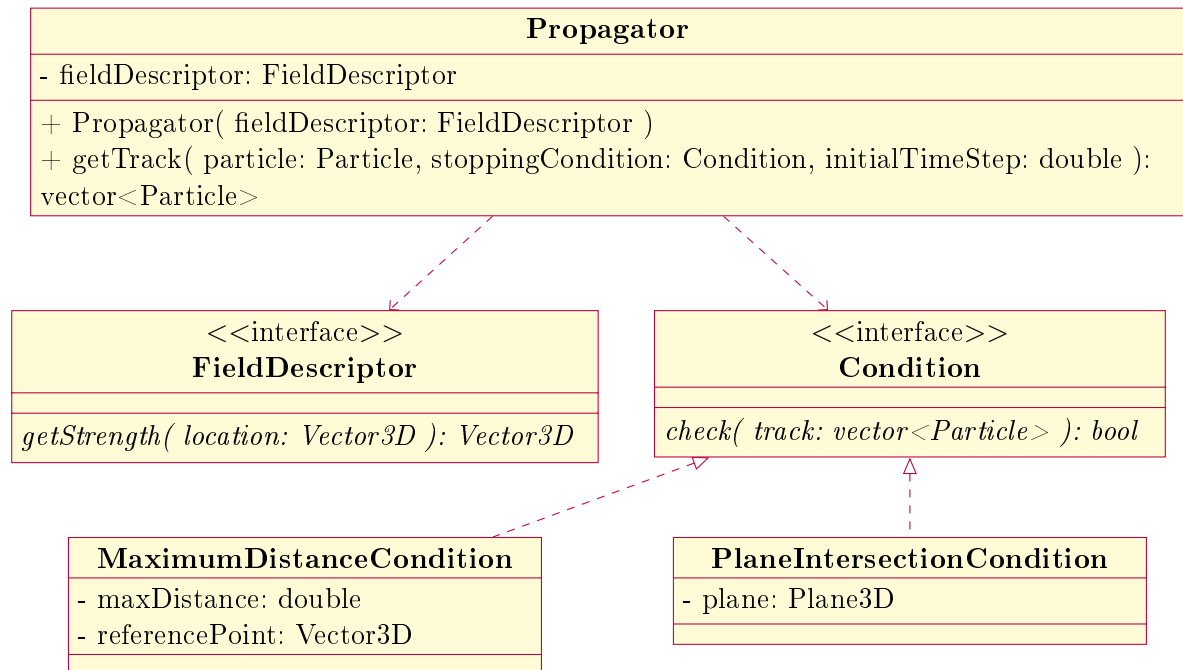 Propagator
- fieldDescriptor: FieldDescriptor
+ Propagator( fieldDescriptor: FieldDescriptor )
+ getTrack( particle: Particle, stoppingCondition: Condition, initialTimeStep: double ):
vector<Particle>
<<interface>>
FieldDescriptor
getStrength( location: Vector3D ): Vector3D
<<interface>>
Condition
check( track: vector<Particle> ): bool
MaximumDistanceCondition
- maxDistance: double
- referencePoint: Vector3D
PlaneIntersectionCondition
- plane: Plane3D